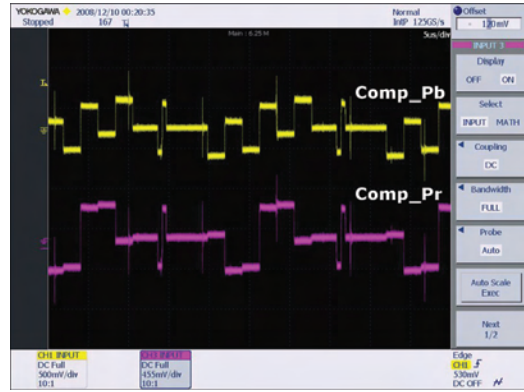 YOKOGAWA 2008/12/10 00:20:35
Stopped 167
Normal
IntP 125GS/s
Main : 6.25 M
5us/div
Comp_Pb
Comp_Pr
Offset
INPUT 3
Display
OFF ON
Select
INPUT MATH
Coupling
DC
Bandwidth
FULL
Probe
Auto
Auto Scale
Exec
Next
1/2
CH1 INPUT
DC Full
500mV/div
10:1
DC Full
455mV/div
10:1
Edge
CH1
530mV
DC OFF N